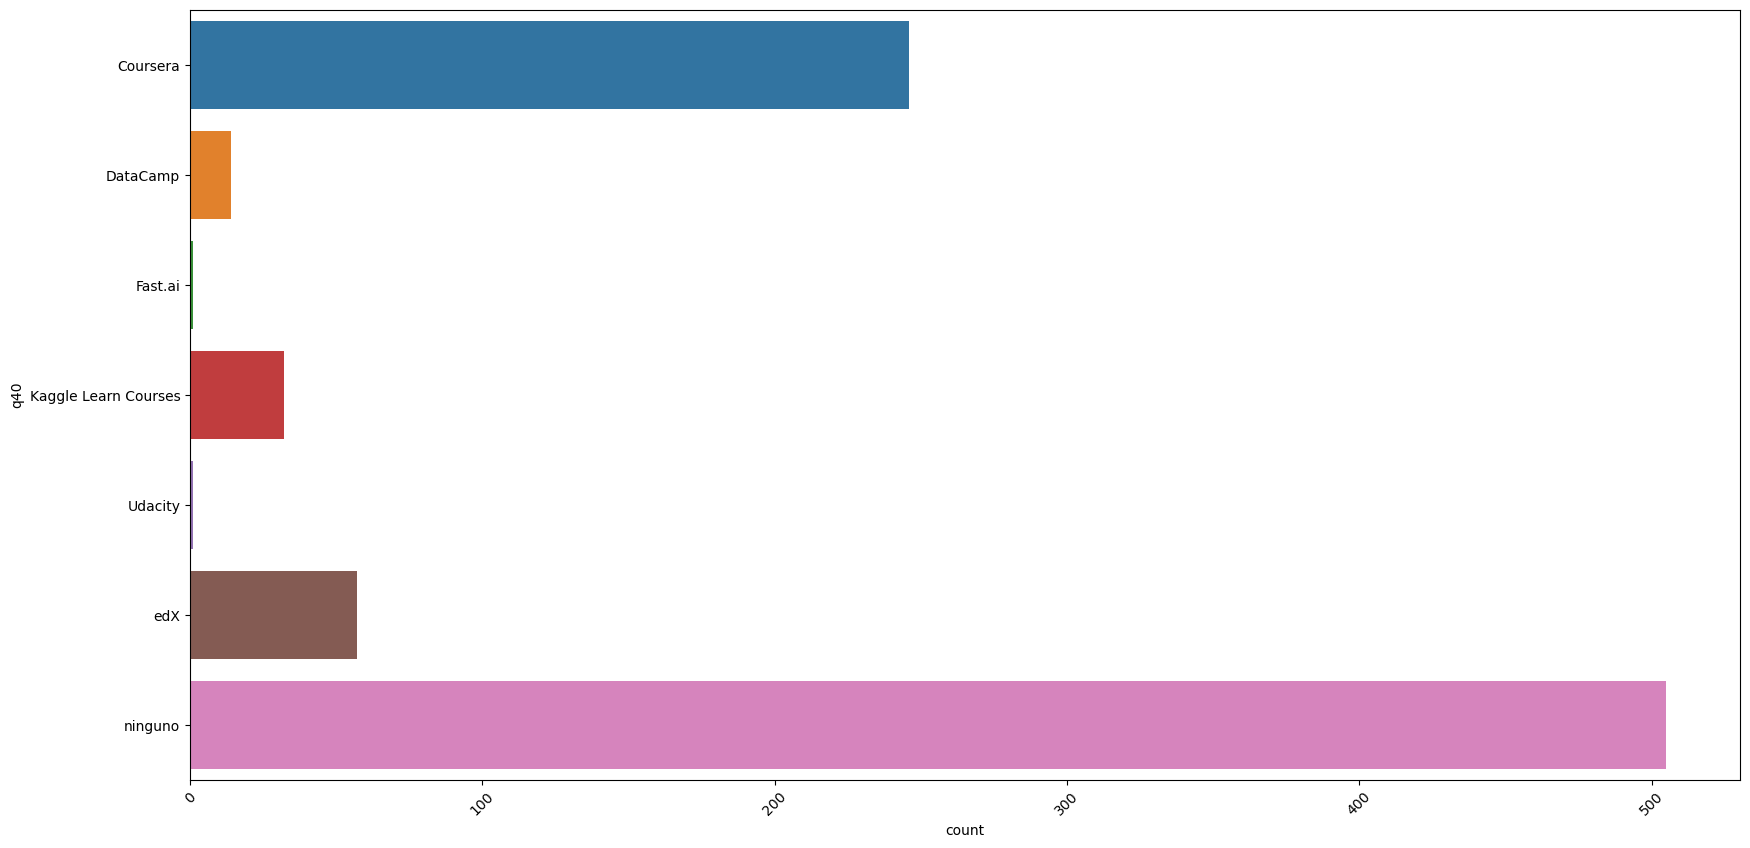 Coursera
DataCamp
Fast.ai
Kaggle Learn Courses
Udacity
edX
ninguno
q40
0
100
200
300
400
500
count